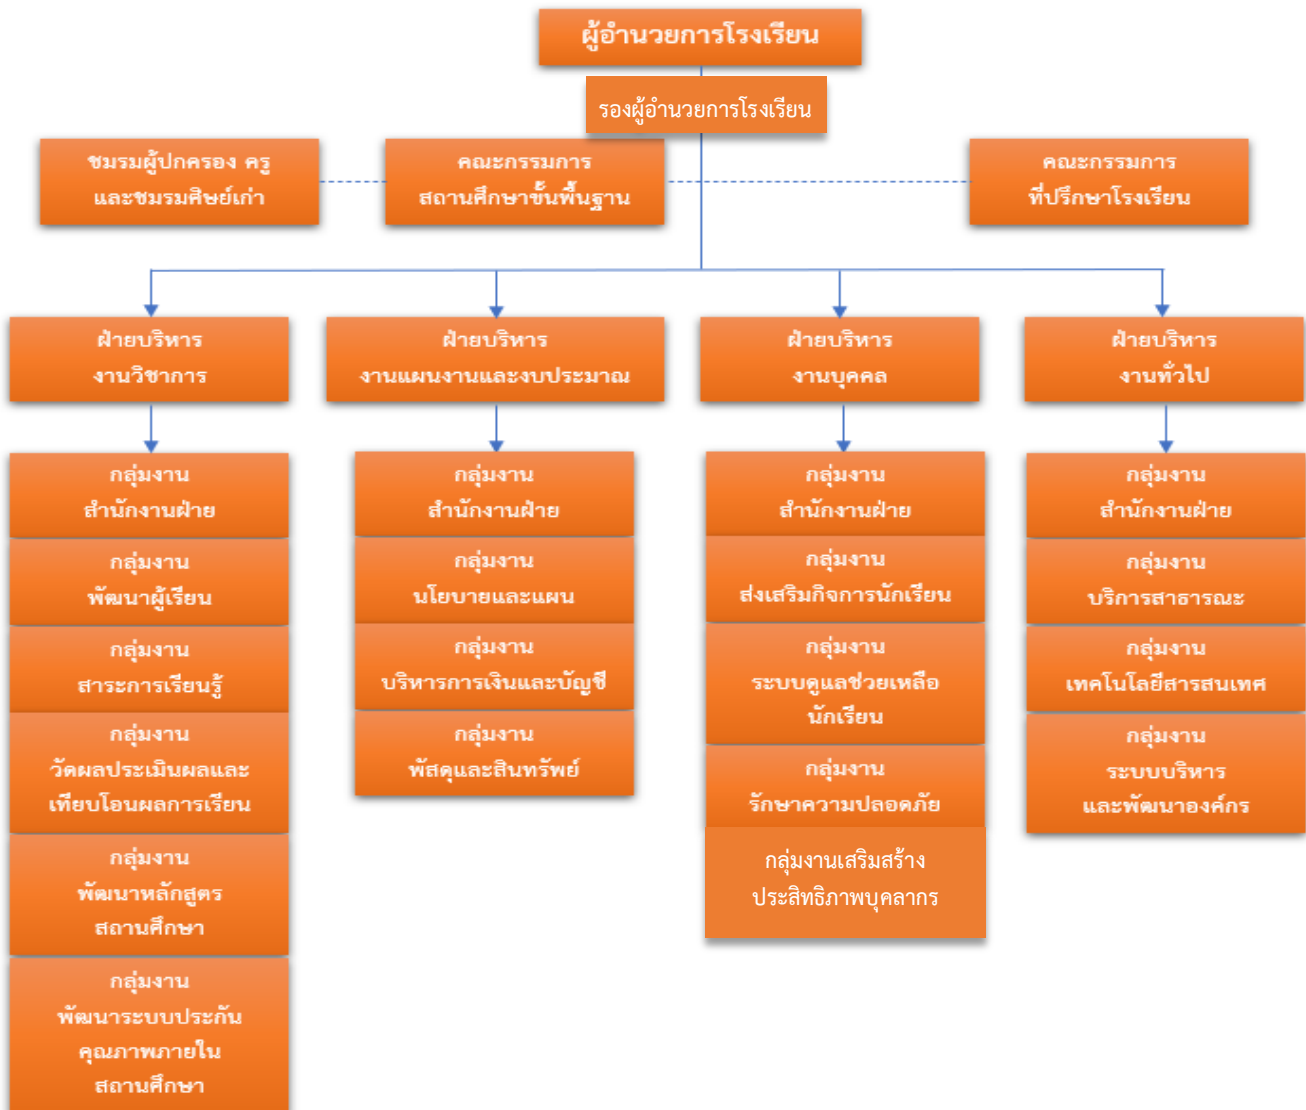 ผู้อำนวยการโรงเรียน
รองผู้อำนวยการโรงเรียน
ชมรมผู้ปกครอง ครู
และชมรมศิษย์เก่า
คณะกรรมการ
สถานศึกษาขั้นพื้นฐาน
คณะกรรมการ
ที่ปรึกษาโรงเรียน
ฝ่ายบริหาร
งานวิชาการ
ฝ่ายบริหาร
งานแผนงานและงบประมาณ
ฝ่ายบริหาร
งานบุคคล
ฝ่ายบริหาร
งานทั่วไป
กลุ่มงาน
สำนักงานฝ่าย
กลุ่มงาน
พัฒนาผู้เรียน
กลุ่มงาน
สาระการเรียนรู้
กลุ่มงาน
วัดผลประเมินผลและ
เทียบโอนผลการเรียน
กลุ่มงาน
พัฒนาหลักสูตร
สถานศึกษา
กลุ่มงาน
พัฒนาระบบประกัน
คุณภาพภายใน
สถานศึกษา
กลุ่มงาน
สำนักงานฝ่าย
กลุ่มงาน
นโยบายและแผน
กลุ่มงาน
บริหารการเงินและบัญชี
กลุ่มงาน
พัสดุและสินทรัพย์
กลุ่มงาน
สำนักงานฝ่าย
กลุ่มงาน
ส่งเสริมกิจการนักเรียน
กลุ่มงาน
ระบบดูแลช่วยเหลือ
นักเรียน
กลุ่มงาน
รักษาความปลอดภัย
กลุ่มงานเสริมสร้าง
ประสิทธิภาพบุคลากร
กลุ่มงาน
สำนักงานฝ่าย
กลุ่มงาน
บริการสาธารณะ
กลุ่มงาน
เทคโนโลยีสารสนเทศ
กลุ่มงาน
ระบบบริหาร
และพัฒนาองค์กร